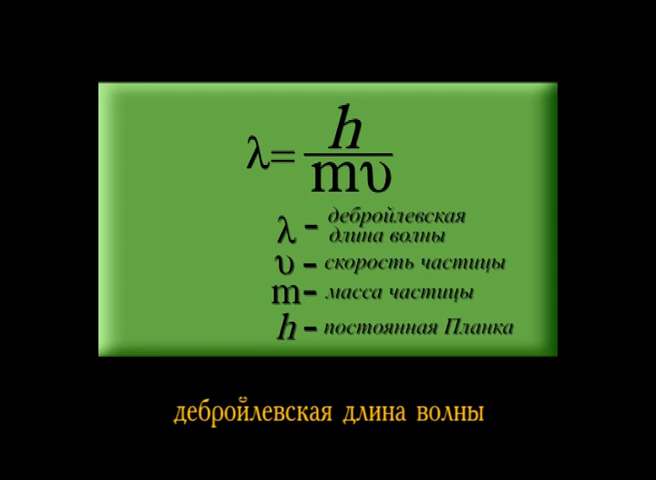 λ = h / mυ
λ - дебройлевская
длина волны
υ - скорость частицы
m - масса частицы
h - постоянная Планка
дебройлевская длина волны